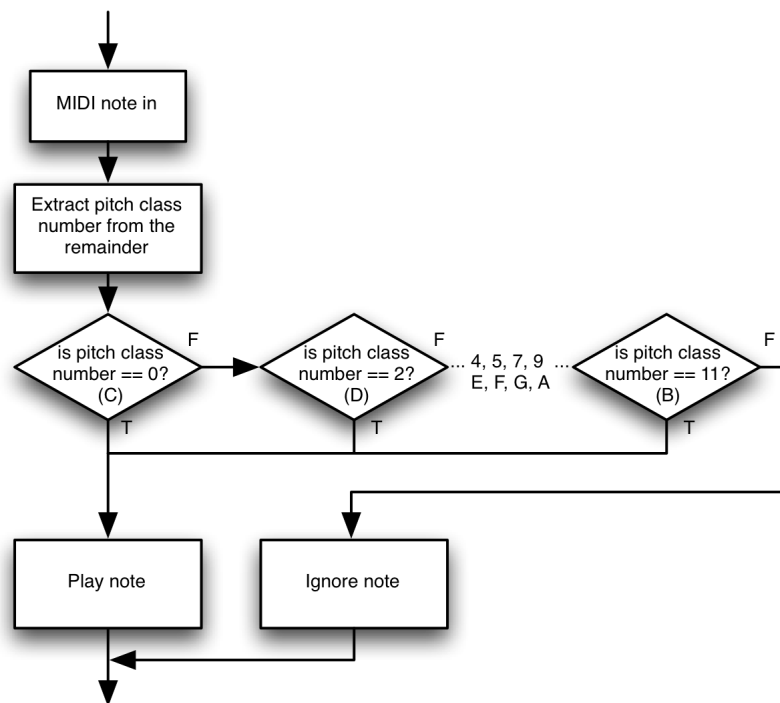 MIDI note in
Extract pitch class
number from the
remainder
F
is pitch class
number == 0?
(C)
T
F
is pitch class
number == 2?
(D)
T
... 4, 5, 7, 9 ...
E, F, G, A
F
is pitch class
number == 11?
(B)
T
Play note
Ignore note